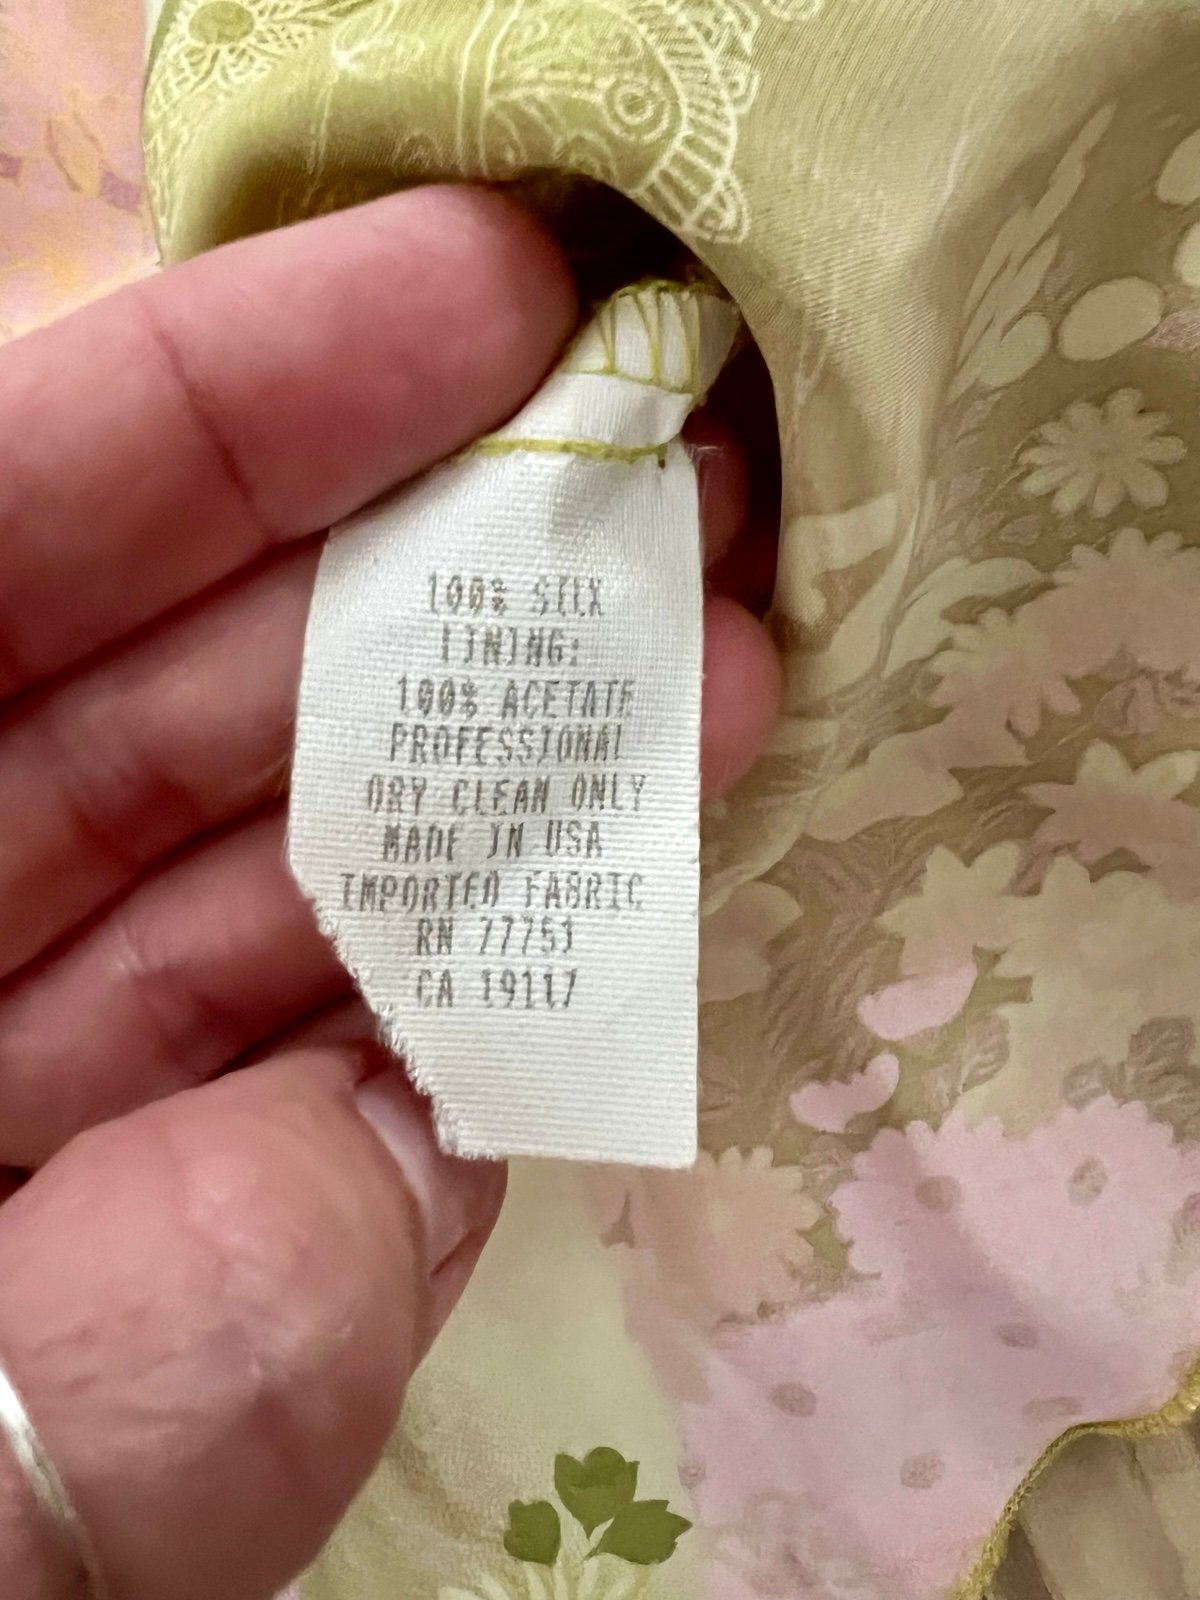 100% SILK
LINING:
100% ACETATE
PROFESSIONAL
DRY CLEAN ONLY
MADE IN USA
IMPORTED FABRIC
RN 77751
CA 19117